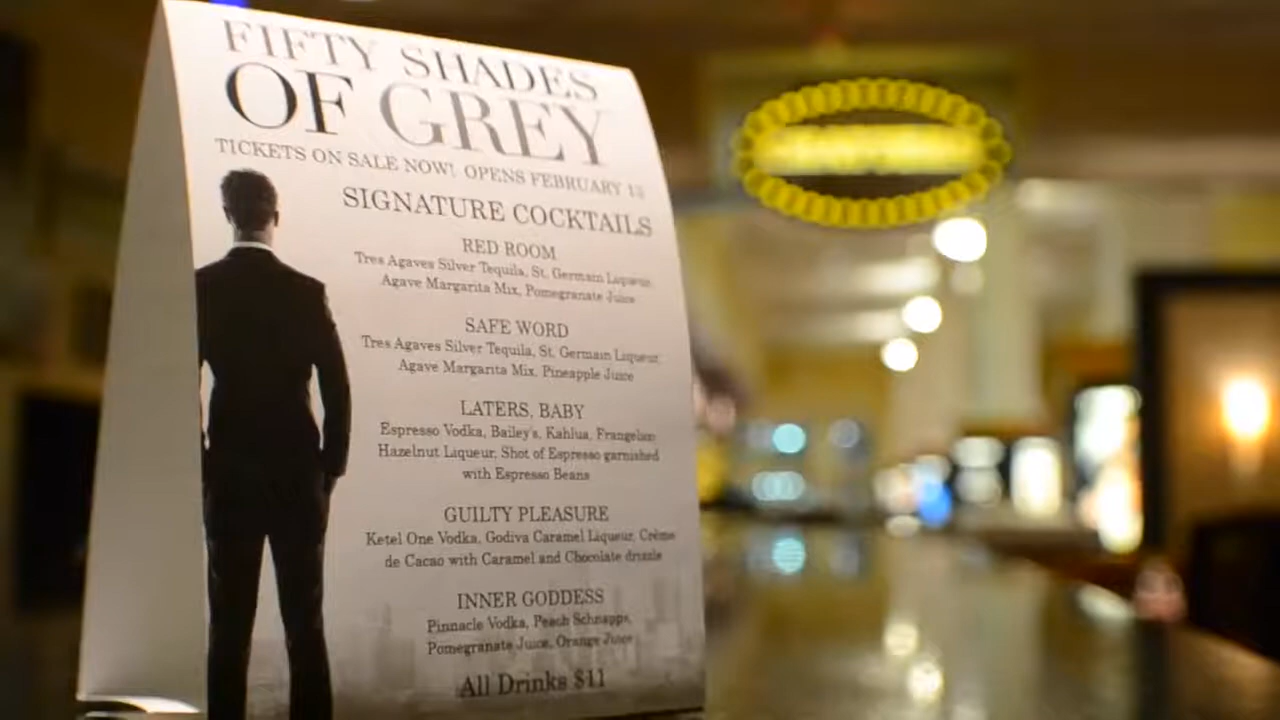 FIFTY SHADES
OF GREY
TICKETS ON SALE NOW! OPENS FEBRUARY 13
SIGNATURE COCKTAILS
RED ROOM
Tres Agaves Silver Tequila, St. Germain Liqueur,
Agave Margarita Mix, Pomegranate Juice
SAFE WORD
Tres Agaves Silver Tequila, St. Germain Liqueur,
Agave Margarita Mix, Pineapple Juice
LATERS, BABY
Espresso Vodka, Bailey's, Kahlua, Frangelico
Hazelnut Liqueur, Shot of Espresso garnished
with Espresso Beans
GUILTY PLEASURE
Ketel One Vodka, Godiva Caramel Liqueur, Crème
de Cacao with Caramel and Chocolate drizzle
INNER GODDESS
Pinnacle Vodka, Peach Schnapps,
Pomegranate Juice, Orange Juice
All Drinks $11